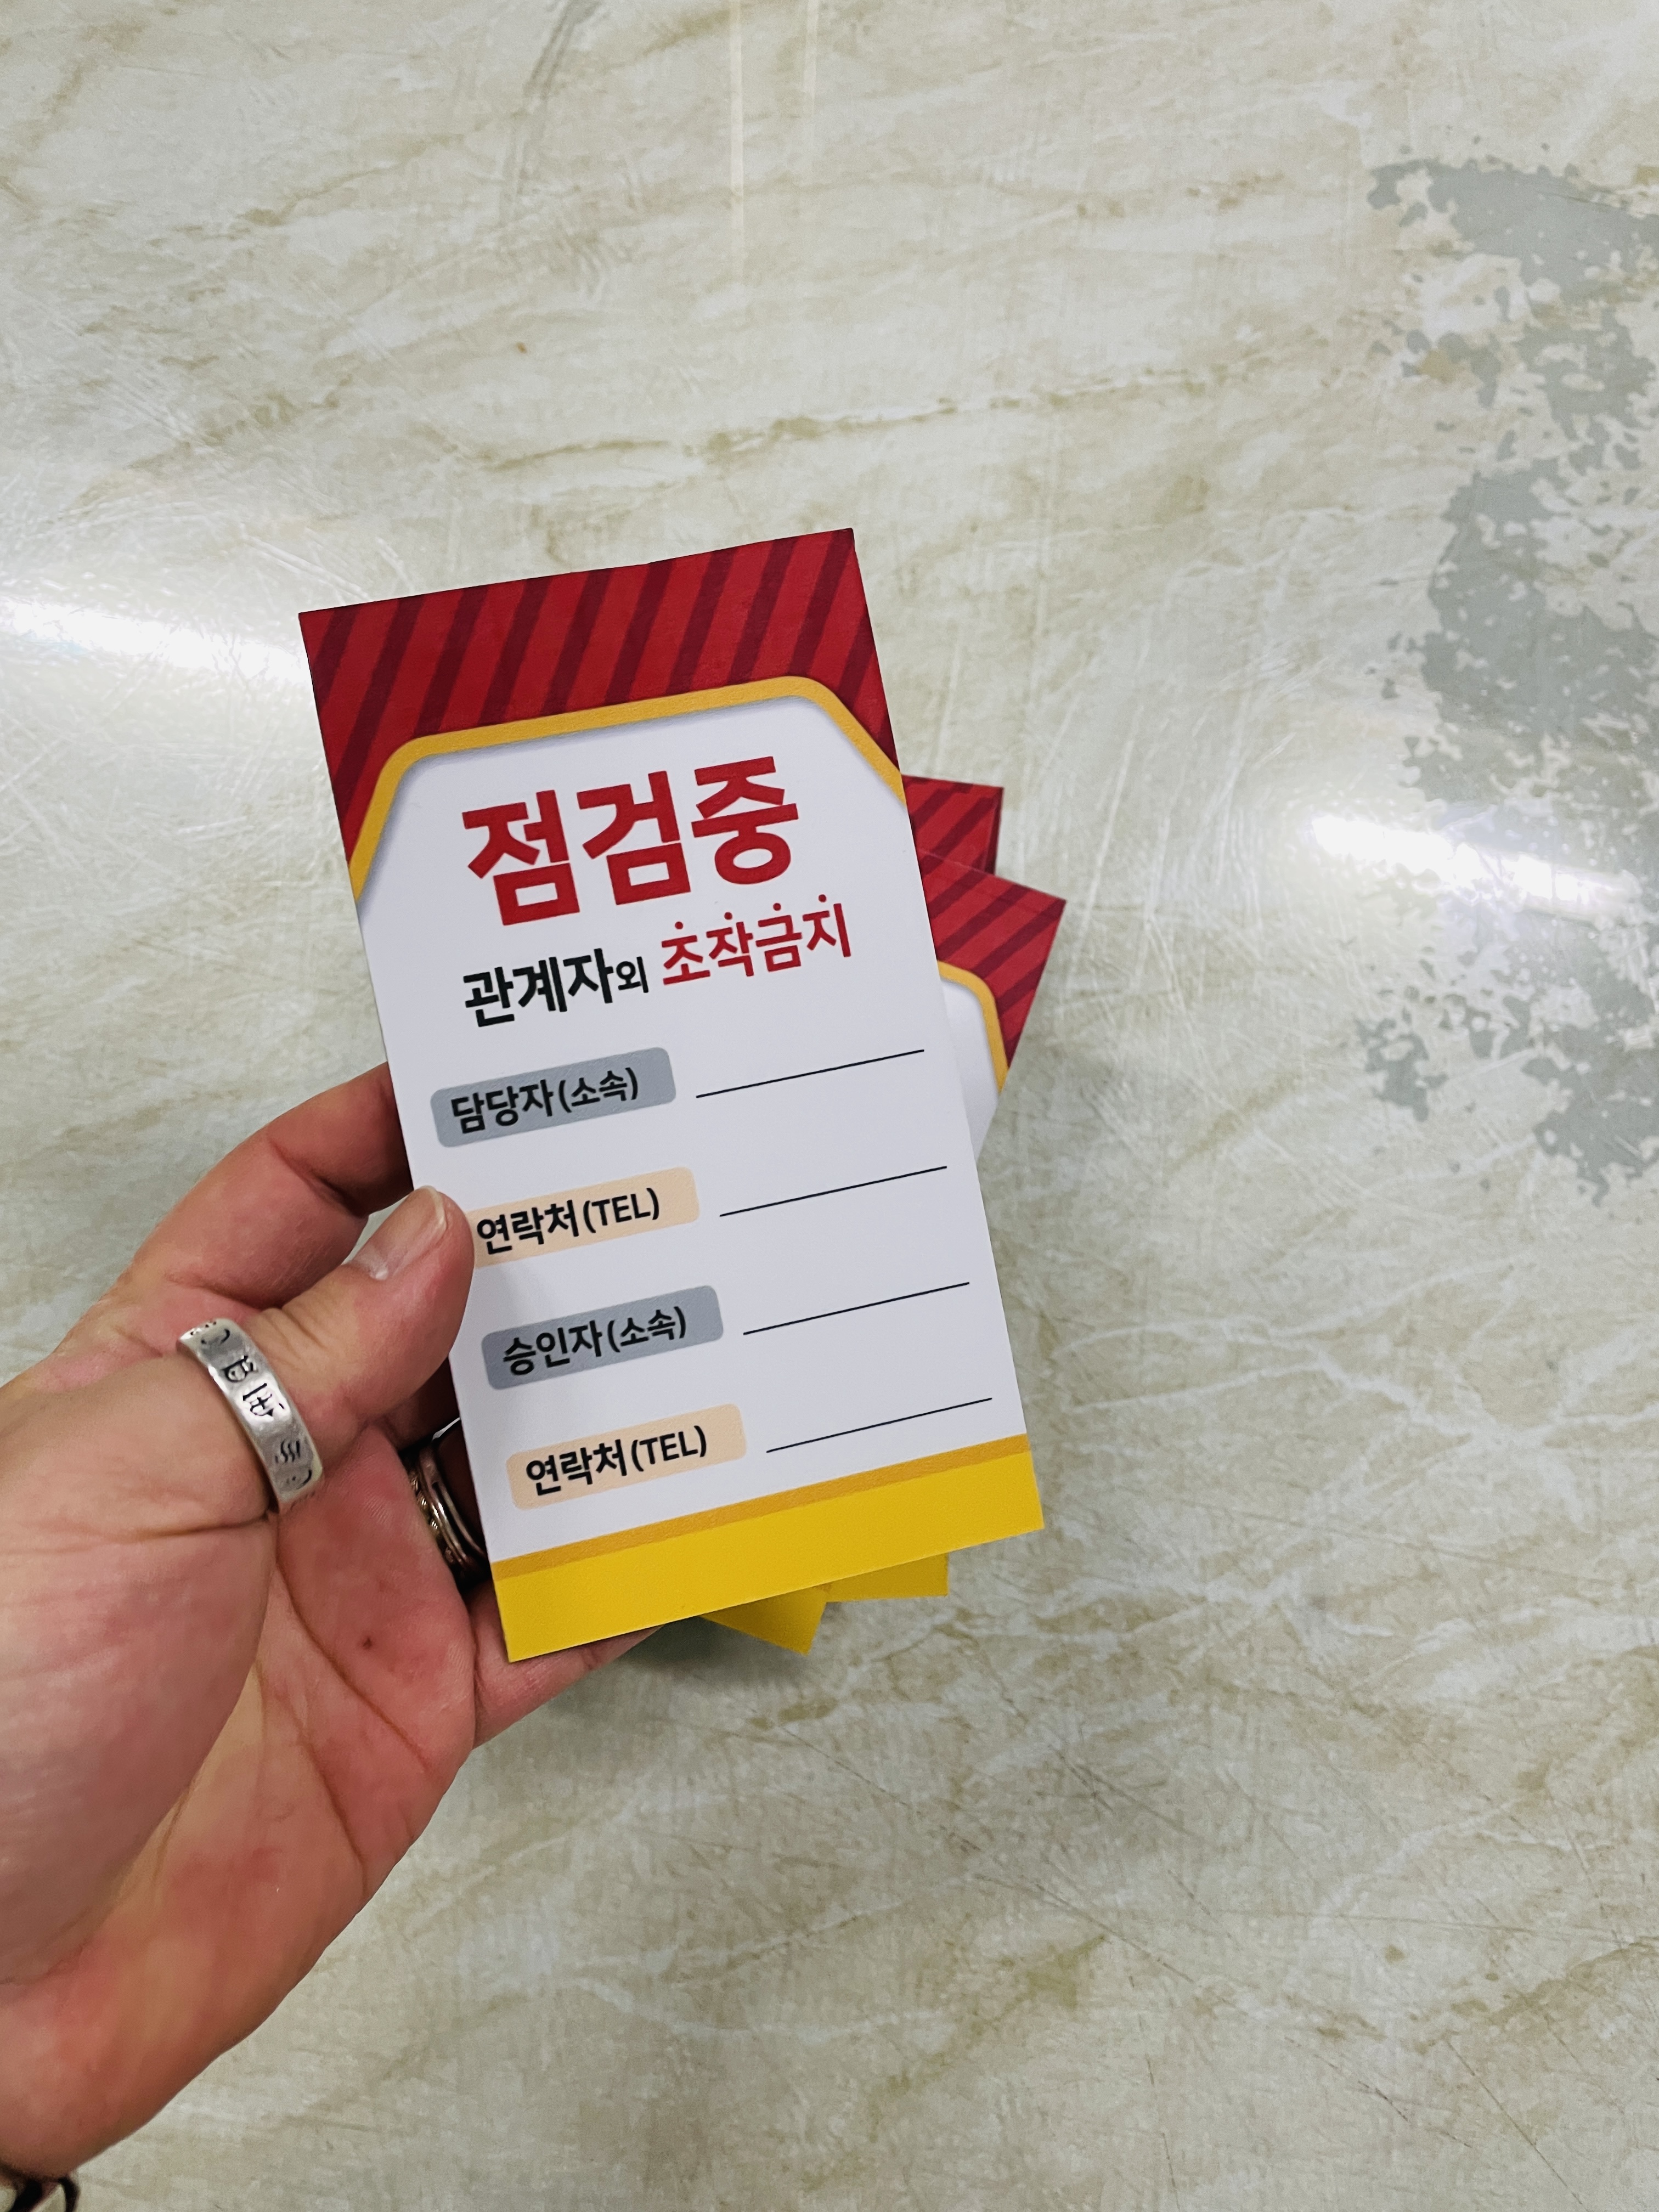 점검중
관계자외 조작금지
담당자(소속)
연락처(TEL)
승인자(소속)
연락처(TEL)